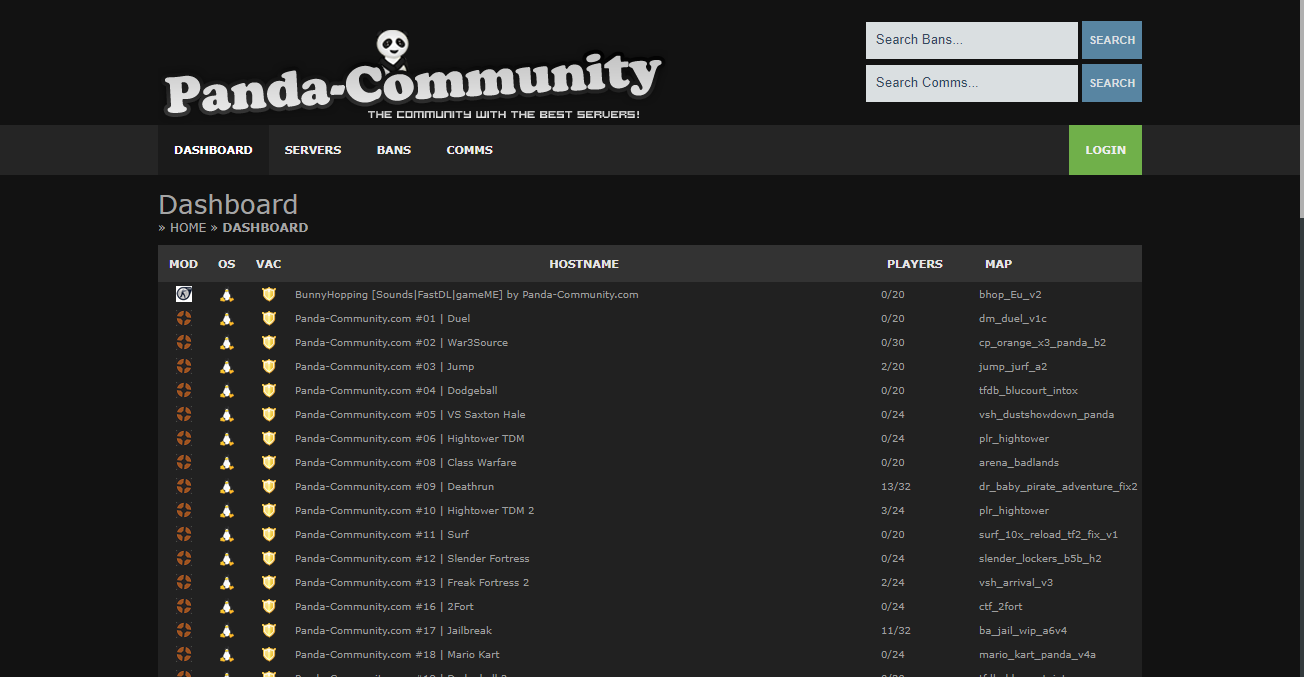 Panda-Community
THE COMMUNITY WITH THE BEST SERVERS!
Search Bans... SEARCH
Search Comms... SEARCH
DASHBOARD SERVERS BANS COMMS LOGIN
Dashboard
» HOME » DASHBOARD
MOD OS VAC HOSTNAME PLAYERS MAP
BunnyHopping [Sounds|FastDL|gameME] by Panda-Community.com 0/20 bhop_Eu_v2
Panda-Community.com #01 | Duel 0/20 dm_duel_v1c
Panda-Community.com #02 | War3Source 0/30 cp_orange_x3_panda_b2
Panda-Community.com #03 | Jump 2/20 jump_jurf_a2
Panda-Community.com #04 | Dodgeball 0/20 tfdb_blucourt_intox
Panda-Community.com #05 | VS Saxton Hale 0/24 vsh_dustshowdown_panda
Panda-Community.com #06 | Hightower TDM 0/24 plr_hightower
Panda-Community.com #08 | Class Warfare 0/20 arena_badlands
Panda-Community.com #09 | Deathrun 13/32 dr_baby_pirate_adventure_fix2
Panda-Community.com #10 | Hightower TDM 2 3/24 plr_hightower
Panda-Community.com #11 | Surf 0/20 surf_10x_reload_tf2_fix_v1
Panda-Community.com #12 | Slender Fortress 0/24 slender_lockers_b5b_h2
Panda-Community.com #13 | Freak Fortress 2 2/24 vsh_arrival_v3
Panda-Community.com #16 | 2Fort 0/24 ctf_2fort
Panda-Community.com #17 | Jailbreak 11/32 ba_jail_wip_a6v4
Panda-Community.com #18 | Mario Kart 0/24 mario_kart_panda_v4a